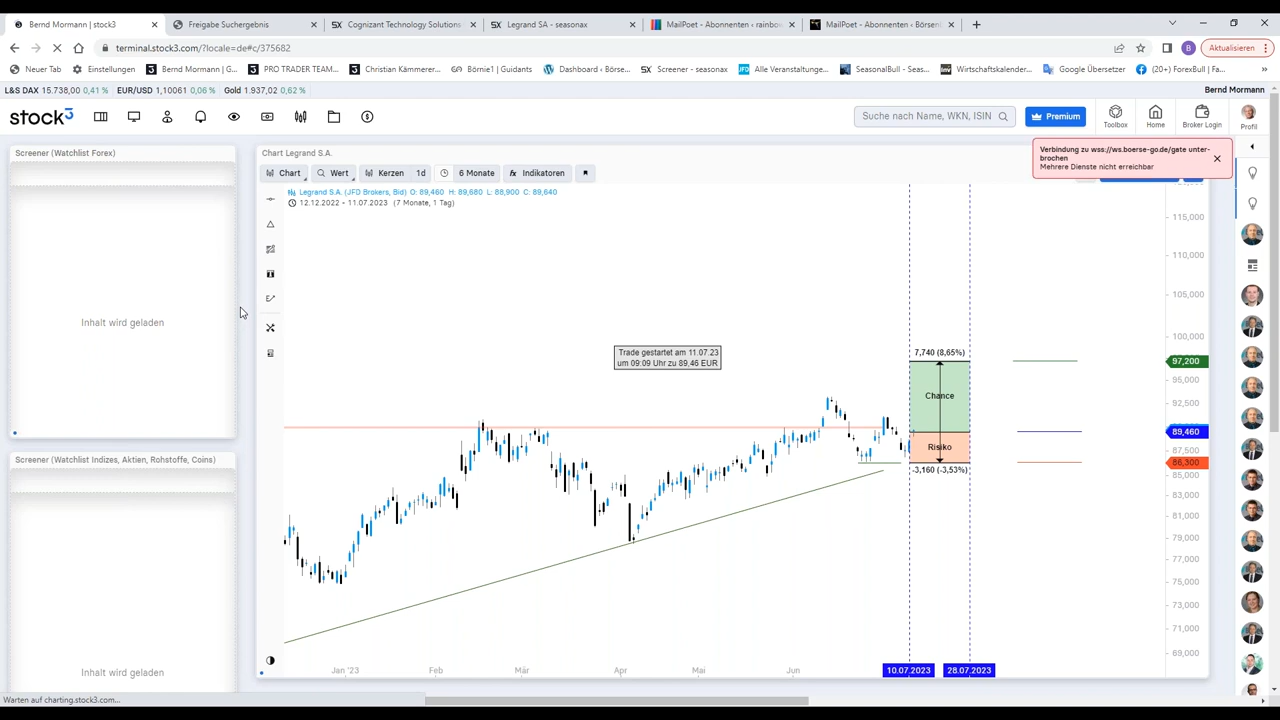 Bernd Mormann | stock3
Freigabe Suchergebnis
Cognizant Technology Solutions
Legrand SA - seasonax
MailPoet - Abonnenten ‹ rainbow
MailPoet - Abonnenten ‹ Börsen
terminal.stock3.com/?locale=de#c/375682
B
Aktualisieren
Neuer Tab
Einstellungen
Bernd Mormann | G...
PRO TRADER TEAM...
Christian Kämmerer...
Börnie1 | Guidants
Dashboard ‹ Börse...
Screener - seasonax
Alle Veranstaltunge...
SeasonalBull - Seas...
Wirtschaftskalender...
Google Übersetzer
(20+) ForexBull | Fa...
L&S DAX 15.738,00 0,41 %
EUR/USD 1,10061 0,06 %
Gold 1.937,02 0,62 %
Bernd Mormann
stock3
Suche nach Name, WKN, ISIN
Premium
Toolbox
Home
Broker Login
Profil
Verbindung zu wss://ws.boerse-go.de/gate unter-
brochen
Mehrere Dienste nicht erreichbar
Screener (Watchlist Forex)
Inhalt wird geladen
Screener (Watchlist Indizes, Aktien, Rohstoffe, Coins)
Inhalt wird geladen
Chart Legrand S.A.
Chart
Wert
Kerzen
1d
6 Monate
Indikatoren
Legrand S.A. (JFD Brokers, Bid) O: 89,460 H: 89,680 L: 88,900 C: 89,640
12.12.2022 - 11.07.2023 (7 Monate, 1 Tag)
115,000
110,000
105,000
100,000
Trade gestartet am 11.07.23
um 09:09 Uhr zu 89,46 EUR
7,740 (8,65%)
97,200
95,000
Chance
92,500
89,460
Risiko
87,500
86,300
-3,160 (-3,53%)
85,000
83,000
81,000
79,000
77,000
75,000
73,000
71,000
69,000
Jan '23
Feb
Mär
Apr
Mai
Jun
10.07.2023
28.07.2023
Warten auf charting.stock3.com...